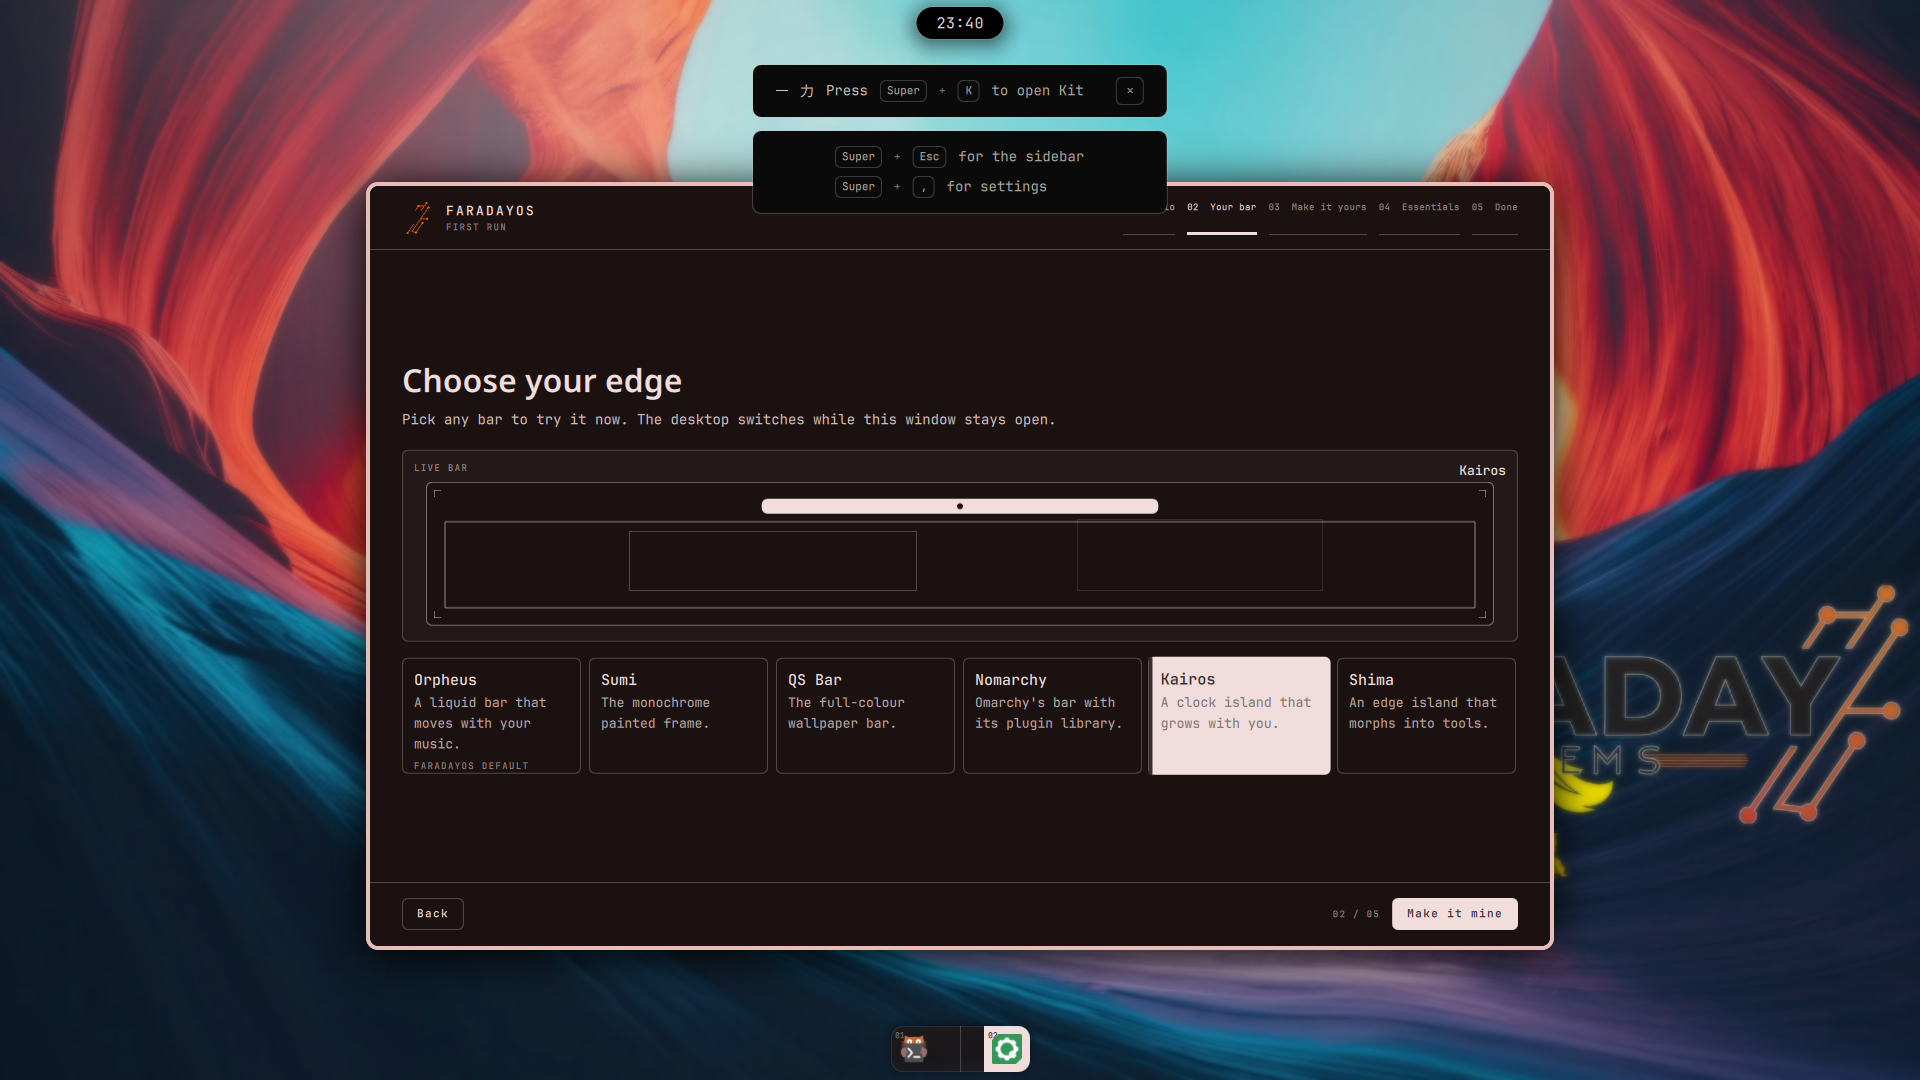 23:40
一 力 Press Super + K to open Kit ×
Super + Esc for the sidebar
Super + , for settings
FARADAYOS
FIRST RUN
02 Your bar 03 Make it yours 04 Essentials 05 Done
Choose your edge
Pick any bar to try it now. The desktop switches while this window stays open.
LIVE BAR
Kairos
Orpheus
A liquid bar that
moves with your
music.
FARADAYOS DEFAULT
Sumi
The monochrome
painted frame.
QS Bar
The full-colour
wallpaper bar.
Nomarchy
Omarchy's bar with
its plugin library.
Kairos
A clock island that
grows with you.
Shima
An edge island that
morphs into tools.
ADAY
EMS
Back
02 / 05
Make it mine
01
02